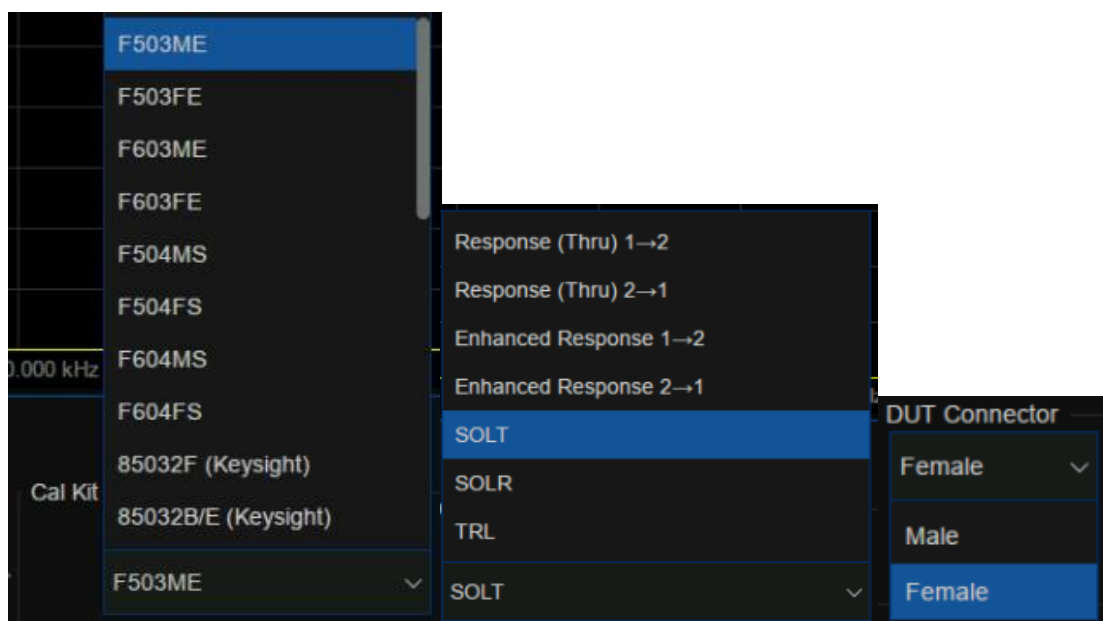 F503ME
F503FE
F603ME
F603FE
F504MS
F504FS
0.000 kHz
F604MS
F604FS
85032F (Keysight)
Cal Kit
85032B/E (Keysight)
F503ME
Response (Thru) 1→2
Response (Thru) 2→1
Enhanced Response 1→2
Enhanced Response 2→1
SOLT
SOLR
TRL
SOLT
DUT Connector
Female
Male
Female